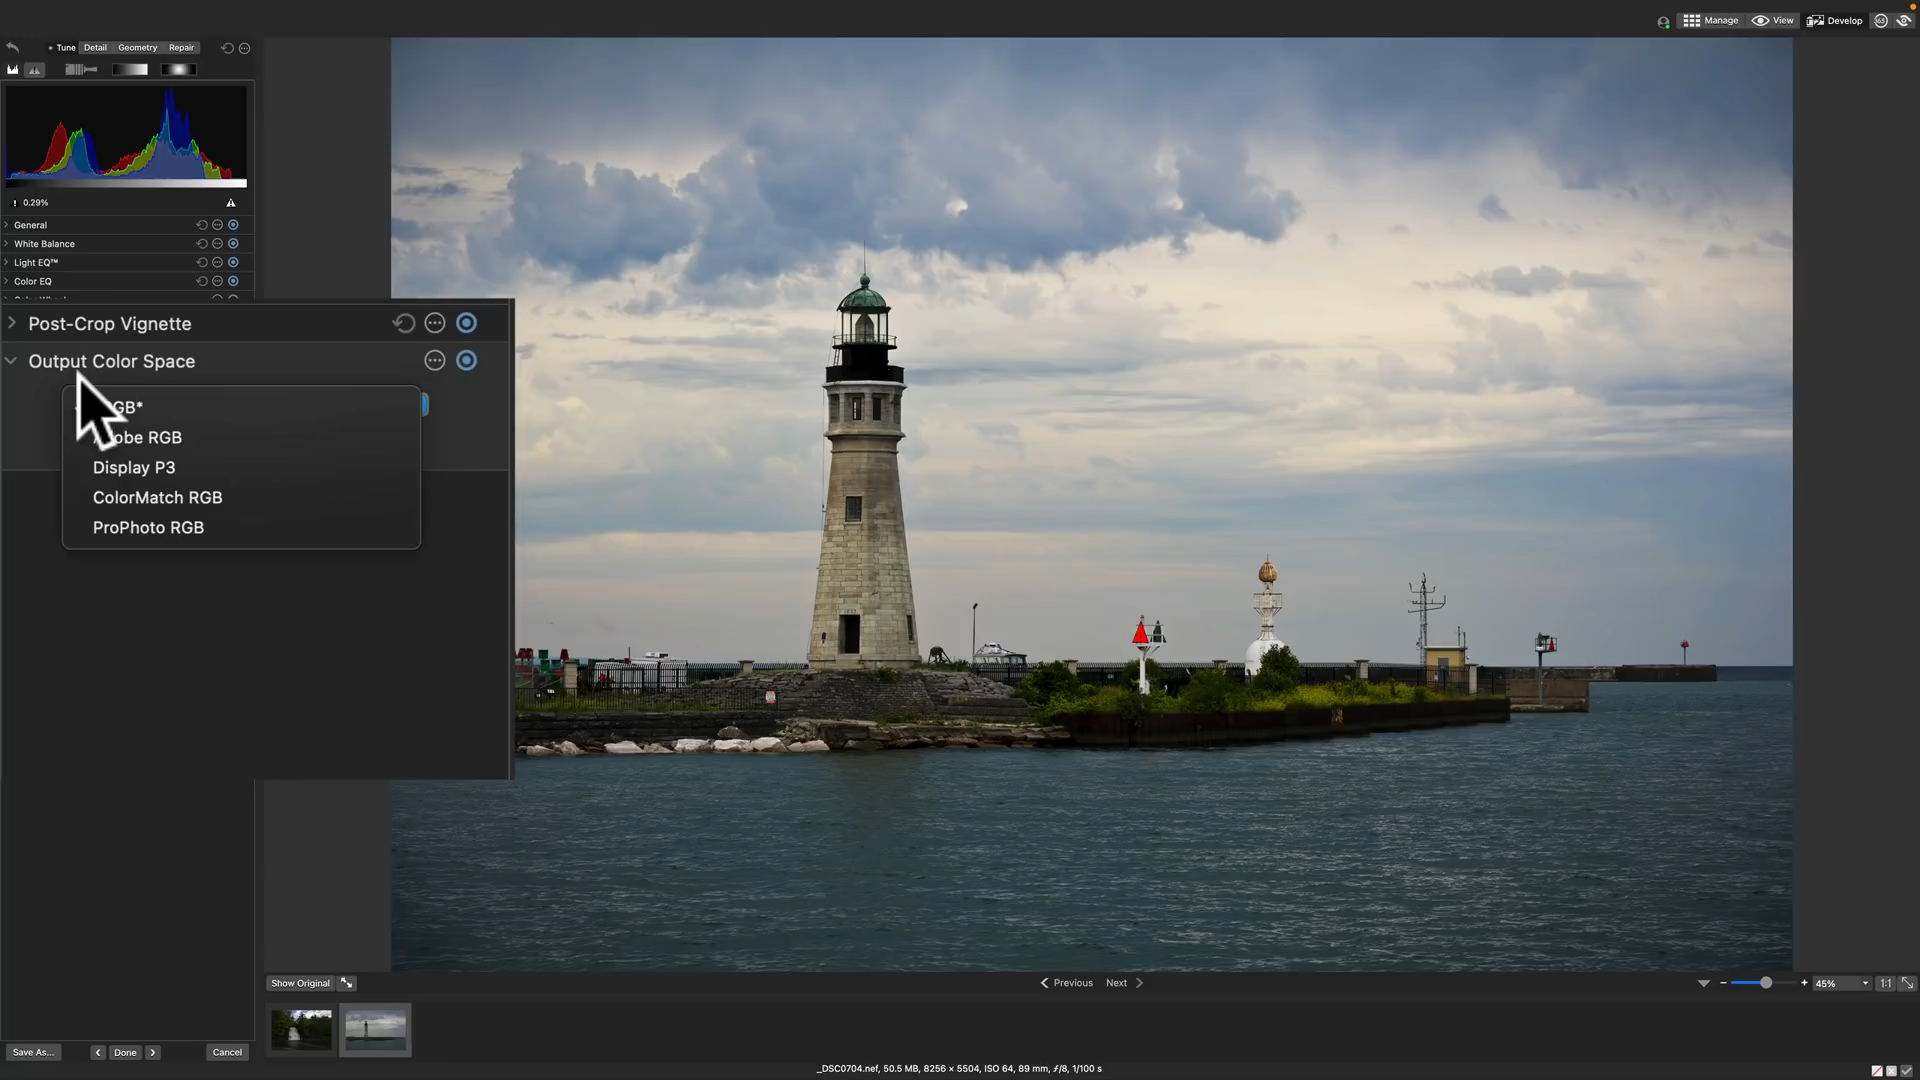 Manage View Develop 365
Tune Detail Geometry Repair
0.29%
General
White Balance
Light EQ™
Color EQ
Post-Crop Vignette
Output Color Space
GB*
obe RGB
Display P3
ColorMatch RGB
ProPhoto RGB
Show Original
Previous Next
45%
1:1
Save As...
Done
Cancel
_DSC0704.nef, 50.5 MB, 8256 × 5504, ISO 64, 89 mm, ƒ/8, 1/100 s